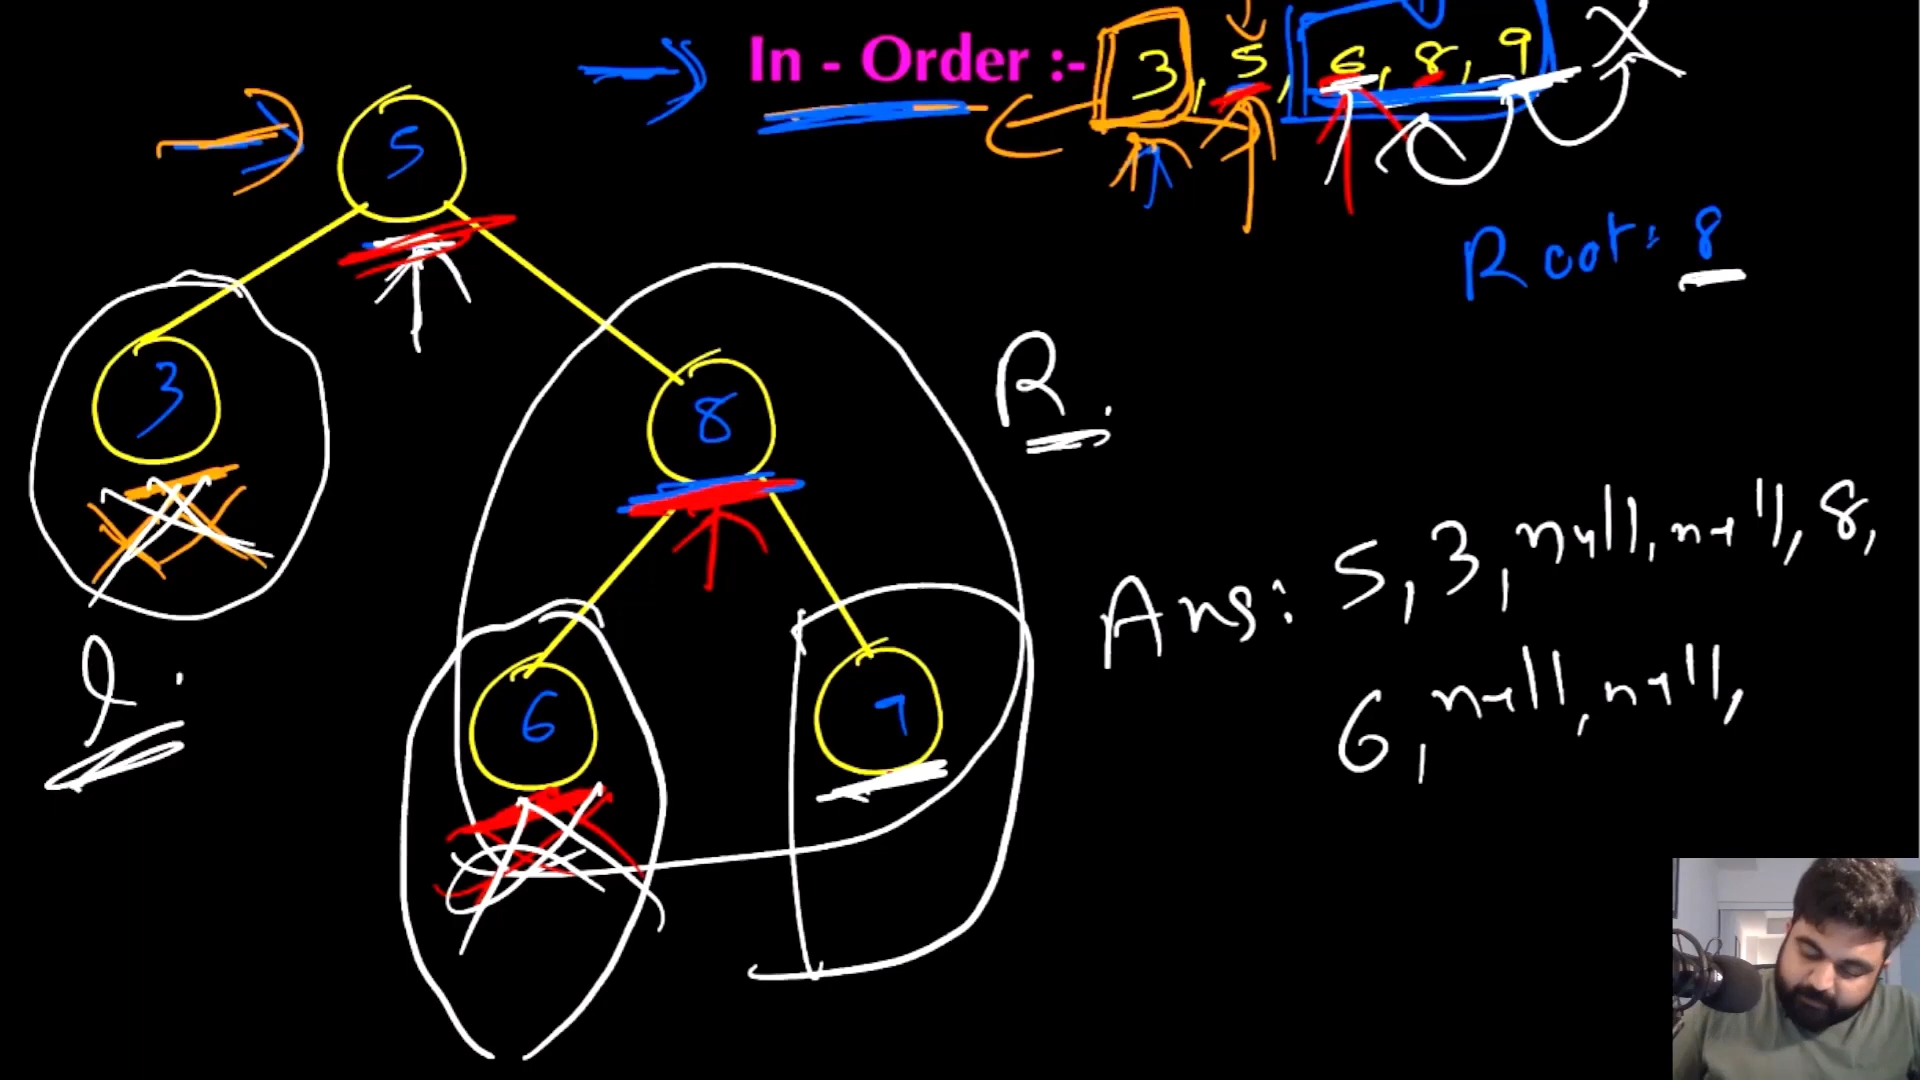 In - Order :- 3, 5, 6, 8, 9
5
Root: 8
3
8
R.
L.
6
9
Ans: 5, 3, null, null, 8,
6, null, null,